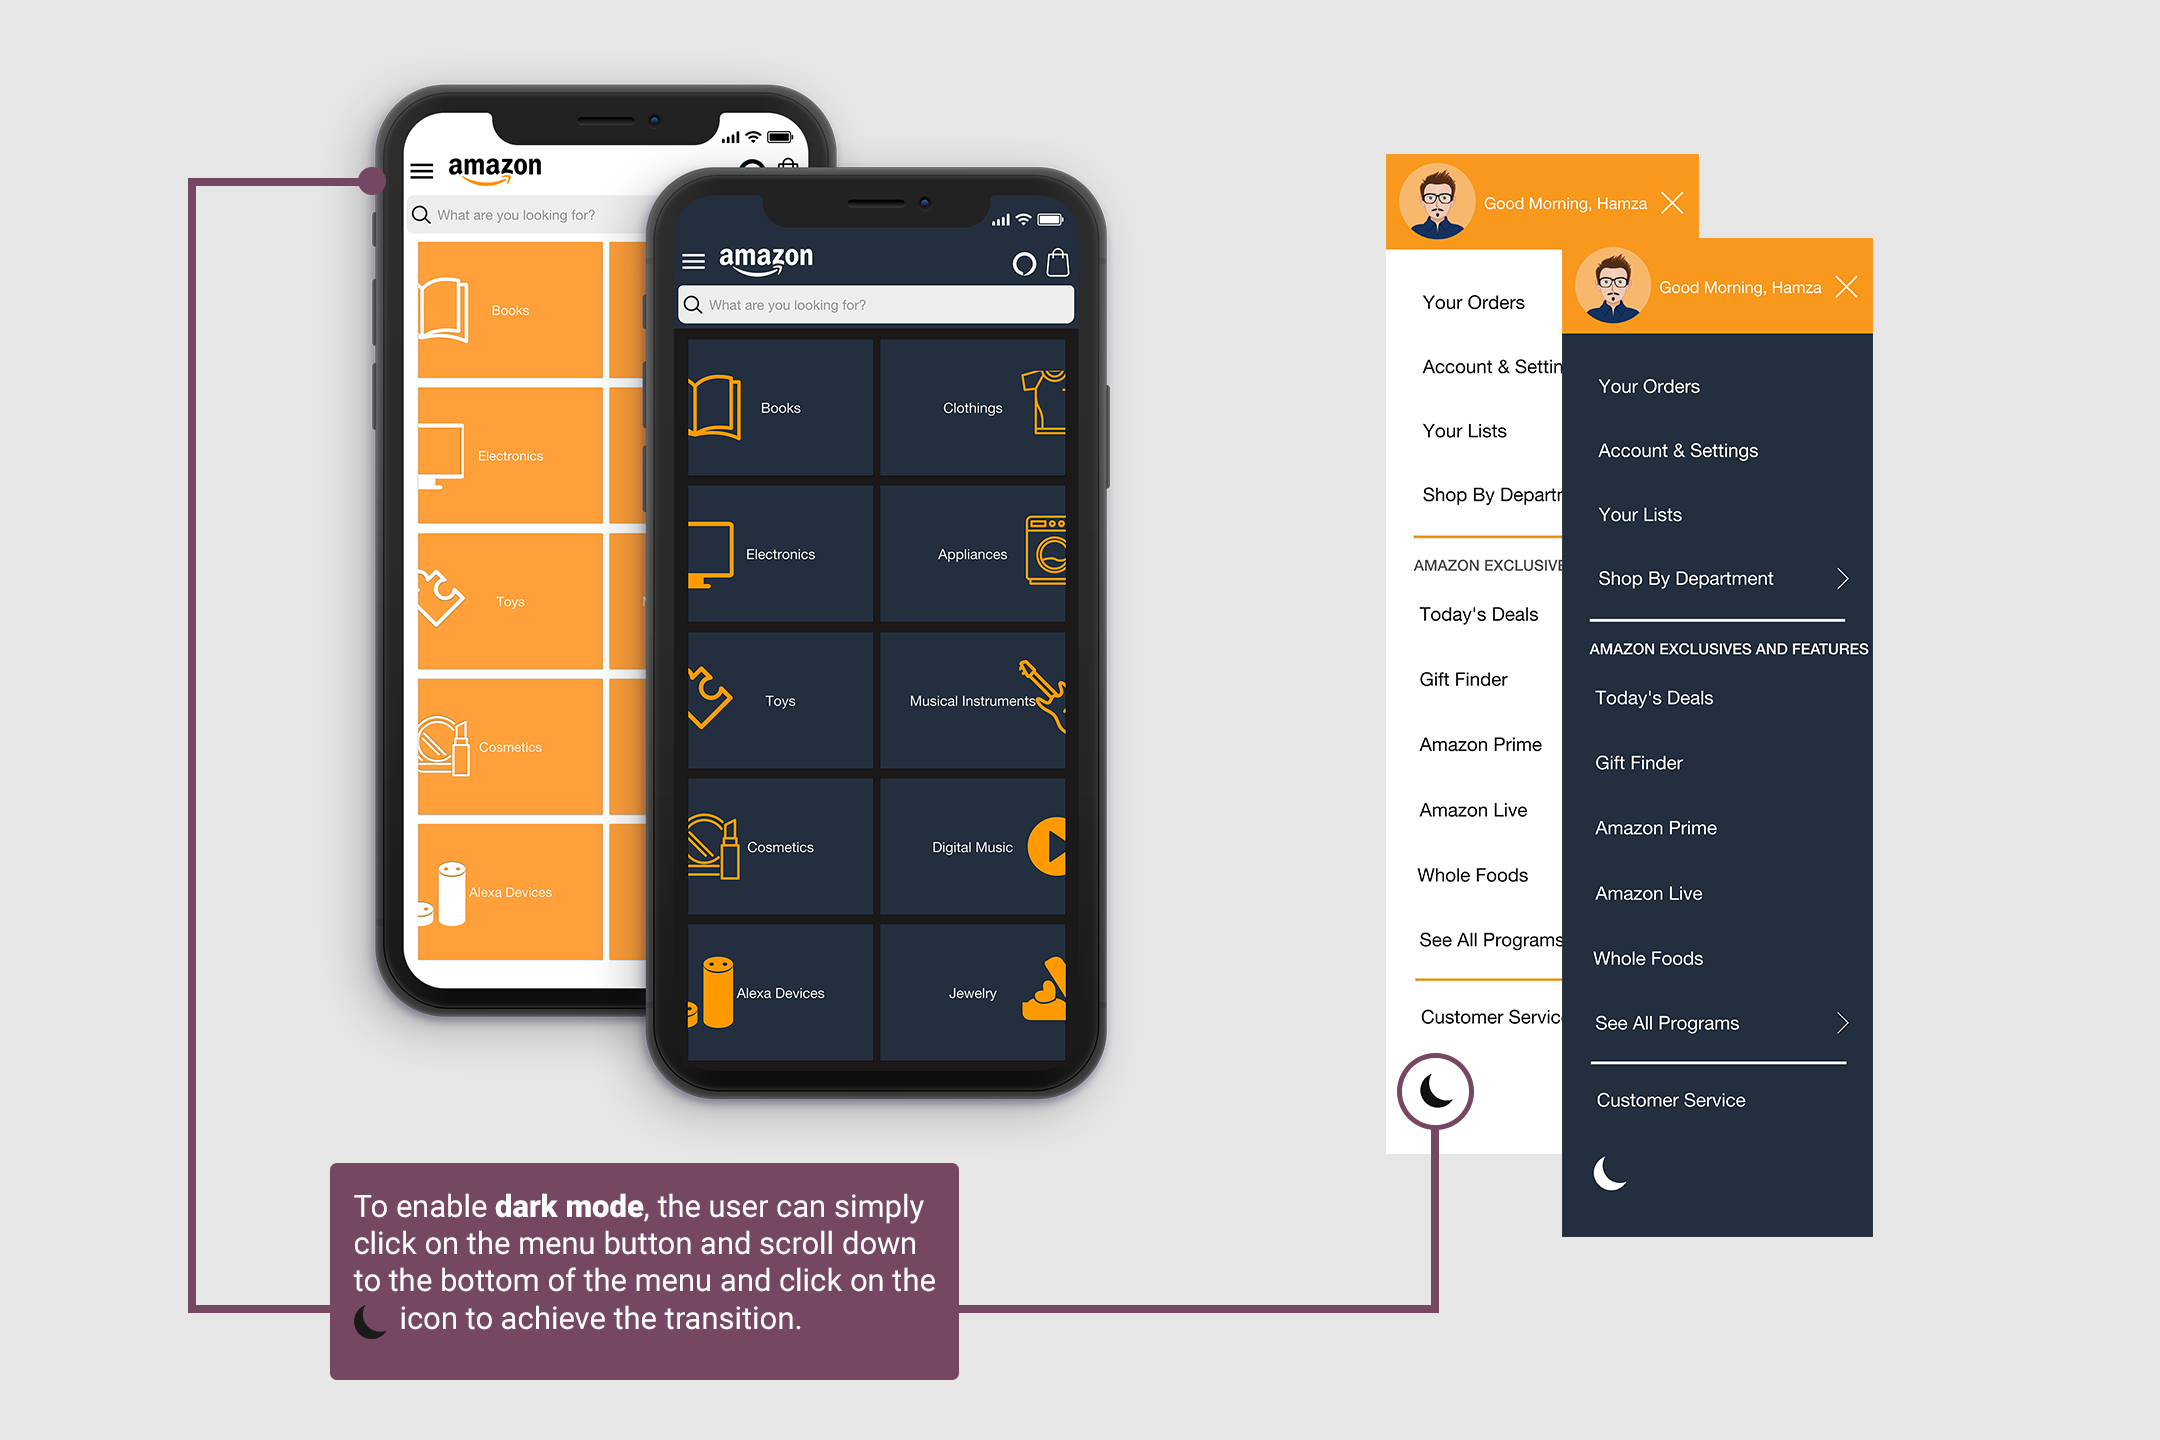 amazon
What are you looking for?
Books
Electronics
Toys
Cosmetics
Alexa Devices
amazon
What are you looking for?
Books
Clothings
Electronics
Appliances
Toys
Musical Instruments
Cosmetics
Digital Music
Alexa Devices
Jewelry
Good Morning, Hamza
Your Orders
Account & Settin
Your Lists
Shop By Depart
AMAZON EXCLUSIVE
Today's Deals
Gift Finder
Amazon Prime
Amazon Live
Whole Foods
See All Programs
Customer Servic
Good Morning, Hamza
Your Orders
Account & Settings
Your Lists
Shop By Department
AMAZON EXCLUSIVES AND FEATURES
Today's Deals
Gift Finder
Amazon Prime
Amazon Live
Whole Foods
See All Programs
Customer Service
To enable dark mode, the user can simply
click on the menu button and scroll down
to the bottom of the menu and click on the
icon to achieve the transition.